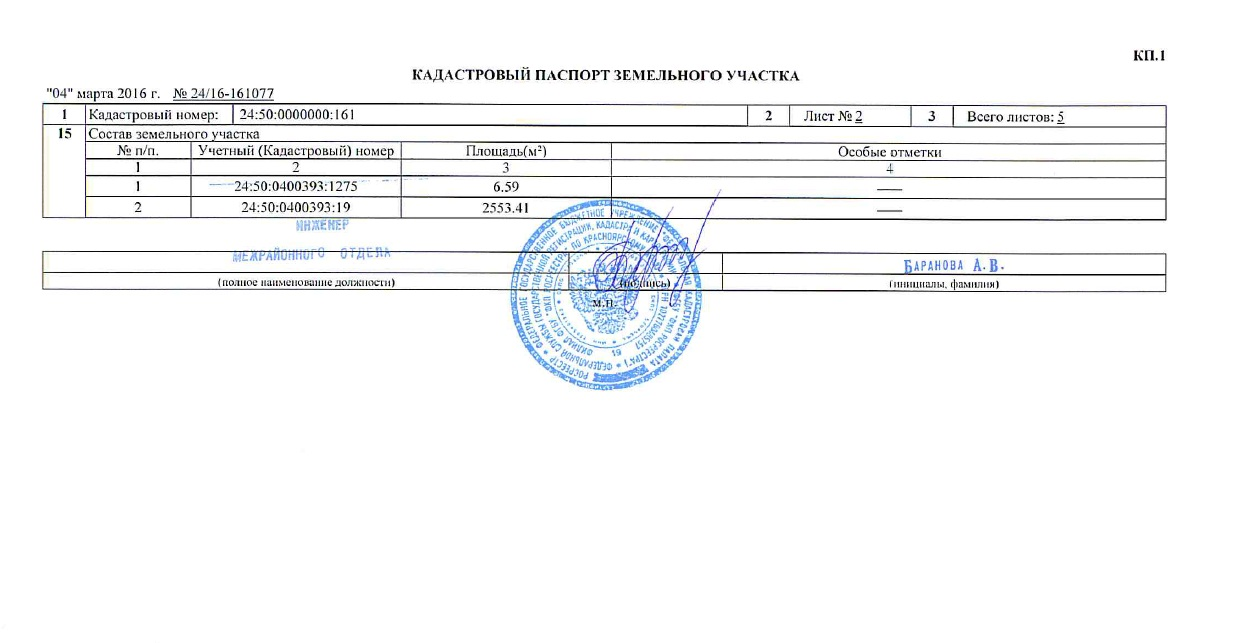 КП.1
КАДАСТРОВЫЙ ПАСПОРТ ЗЕМЕЛЬНОГО УЧАСТКА
"04" марта 2016 г. № 24/16-161077
1 Кадастровый номер: 24:50:0000000:161 2 Лист № 2 3 Всего листов: 5
15 Состав земельного участка
№ п/п. Учетный (Кадастровый) номер Площадь(м²) Особые отметки
1 2 3 4
1 24:50:0400393:1275 6.59 —
2 24:50:0400393:19 2553.41 —
ИНЖЕНЕР
МЕЖРАЙОННОГО ОТДЕЛА
БАРАНОВА А.В.
(полное наименование должности) (подпись) (инициалы, фамилия)
М.П.